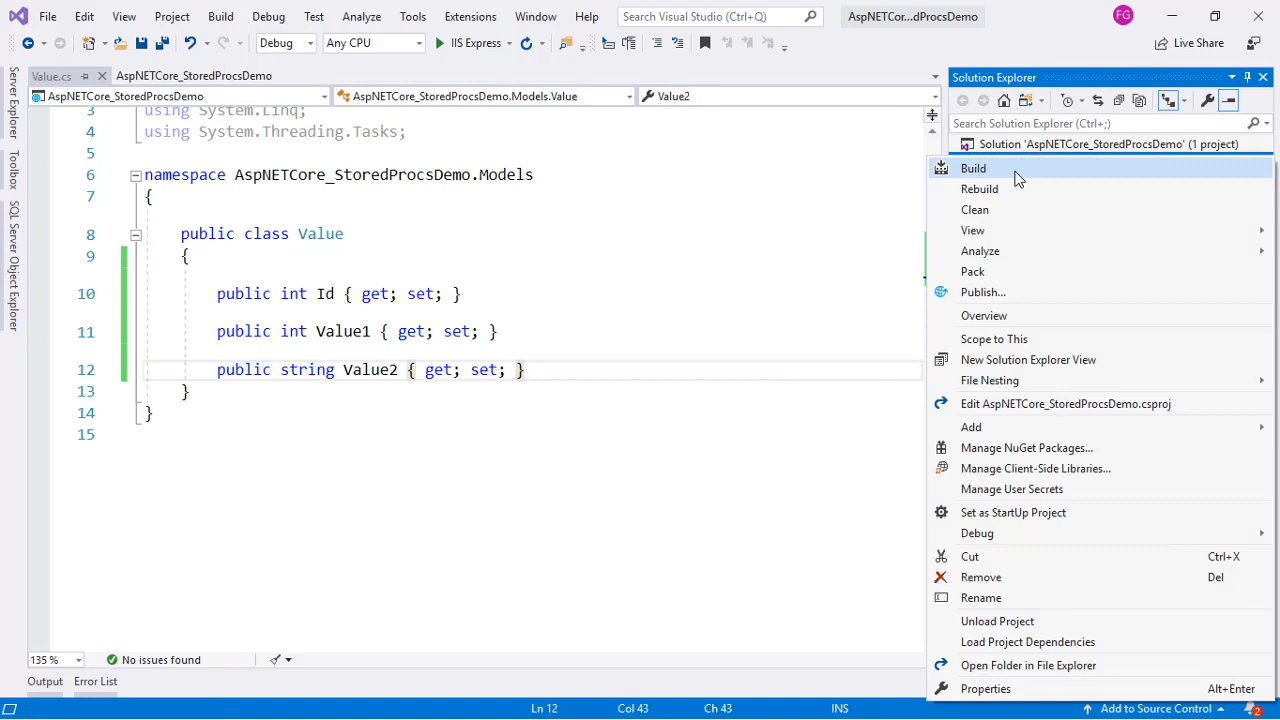 File Edit View Project Build Debug Test Analyze Tools Extensions Window Help Search Visual Studio (Ctrl+Q) AspNETCor...dProcsDemo FG
Debug Any CPU IIS Express Live Share
Value.cs AspNETCore_StoredProcsDemo Solution Explorer
AspNETCore_StoredProcsDemo AspNETCore_StoredProcsDemo.Models.Value Value2
Server Explorer
Toolbox
SQL Server Object Explorer
Search Solution Explorer (Ctrl+;)
Solution 'AspNETCore_StoredProcsDemo' (1 project)
3 using System.Linq;
4 using System.Threading.Tasks;
5
6 namespace AspNETCore_StoredProcsDemo.Models
7 {
8 public class Value
9 {
10 public int Id { get; set; }
11 public int Value1 { get; set; }
12 public string Value2 { get; set; }
13 }
14 }
15
Build
Rebuild
Clean
View
Analyze
Pack
Publish...
Overview
Scope to This
New Solution Explorer View
File Nesting
Edit AspNETCore_StoredProcsDemo.csproj
Add
Manage NuGet Packages...
Manage Client-Side Libraries...
Manage User Secrets
Set as StartUp Project
Debug
Cut Ctrl+X
Remove Del
Rename
Unload Project
Load Project Dependencies
Open Folder in File Explorer
Properties Alt+Enter
135 % No issues found
Output Error List
Ln 12 Col 43 Ch 43 INS Add to Source Control 2